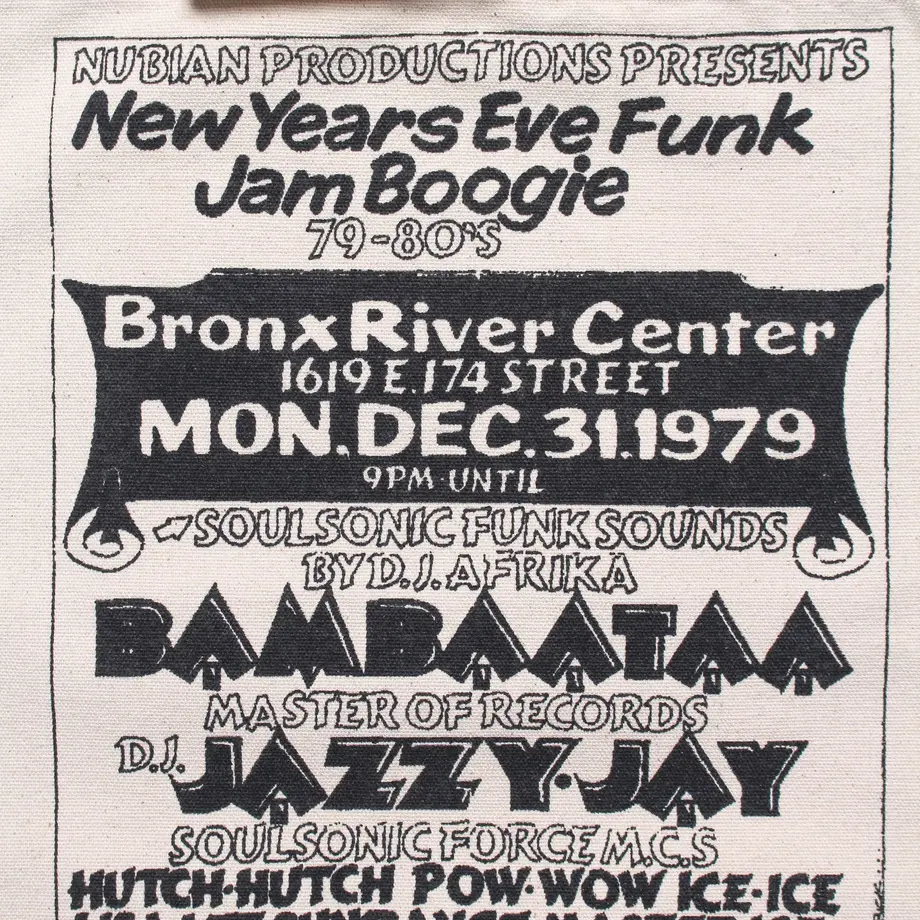 NUBIAN PRODUCTIONS PRESENTS
New Years Eve Funk
Jam Boogie
79-80'S
Bronx River Center
1619 E. 174 STREET
MON. DEC. 31. 1979
9PM-UNTIL
SOULSONIC FUNK SOUNDS
BY D.J. AFRIKA
BAMBAATAA
MASTER OF RECORDS
D.J. JAZZY·JAY
SOULSONIC FORCE M.C.S
HUTCH·HUTCH POW·WOW ICE·ICE